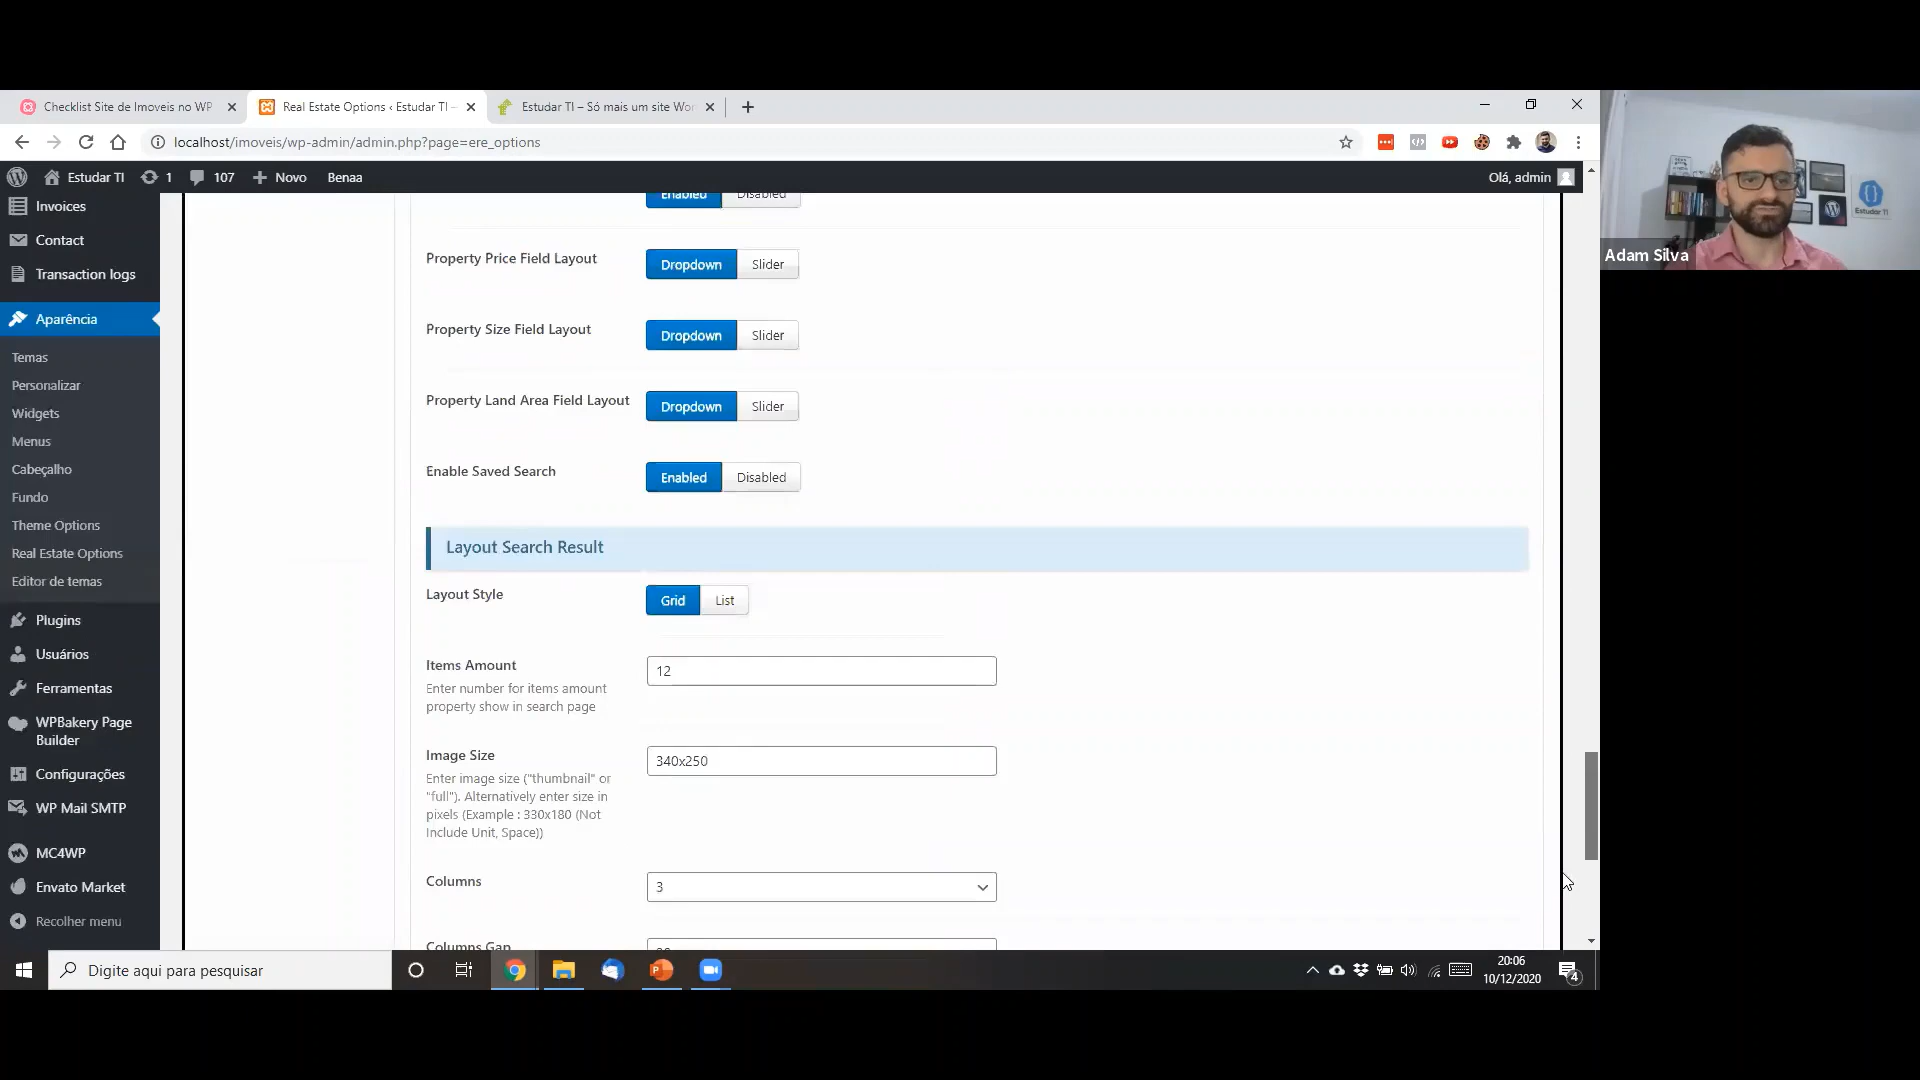 Checklist Site de Imoveis no WP
Real Estate Options ‹ Estudar TI –
Estudar TI – Só mais um site Wor
localhost/imoveis/wp-admin/admin.php?page=ere_options
Estudar TI
1
107
Novo
Benaa
Olá, admin
Invoices
Contact
Transaction logs
Aparência
Temas
Personalizar
Widgets
Menus
Cabeçalho
Fundo
Theme Options
Real Estate Options
Editor de temas
Plugins
Usuários
Ferramentas
WPBakery Page
Builder
Configurações
WP Mail SMTP
MC4WP
Envato Market
Recolher menu
Enabled Disabled
Property Price Field Layout
Dropdown Slider
Property Size Field Layout
Dropdown Slider
Property Land Area Field Layout
Dropdown Slider
Enable Saved Search
Enabled Disabled
Layout Search Result
Layout Style
Grid List
Items Amount
Enter number for items amount
property show in search page
12
Image Size
Enter image size ("thumbnail" or
"full"). Alternatively enter size in
pixels (Example : 330x180 (Not
Include Unit, Space))
340x250
Columns
3
Columns Gap
Adam Silva
Estudar TI
Digite aqui para pesquisar
20:06
10/12/2020
4